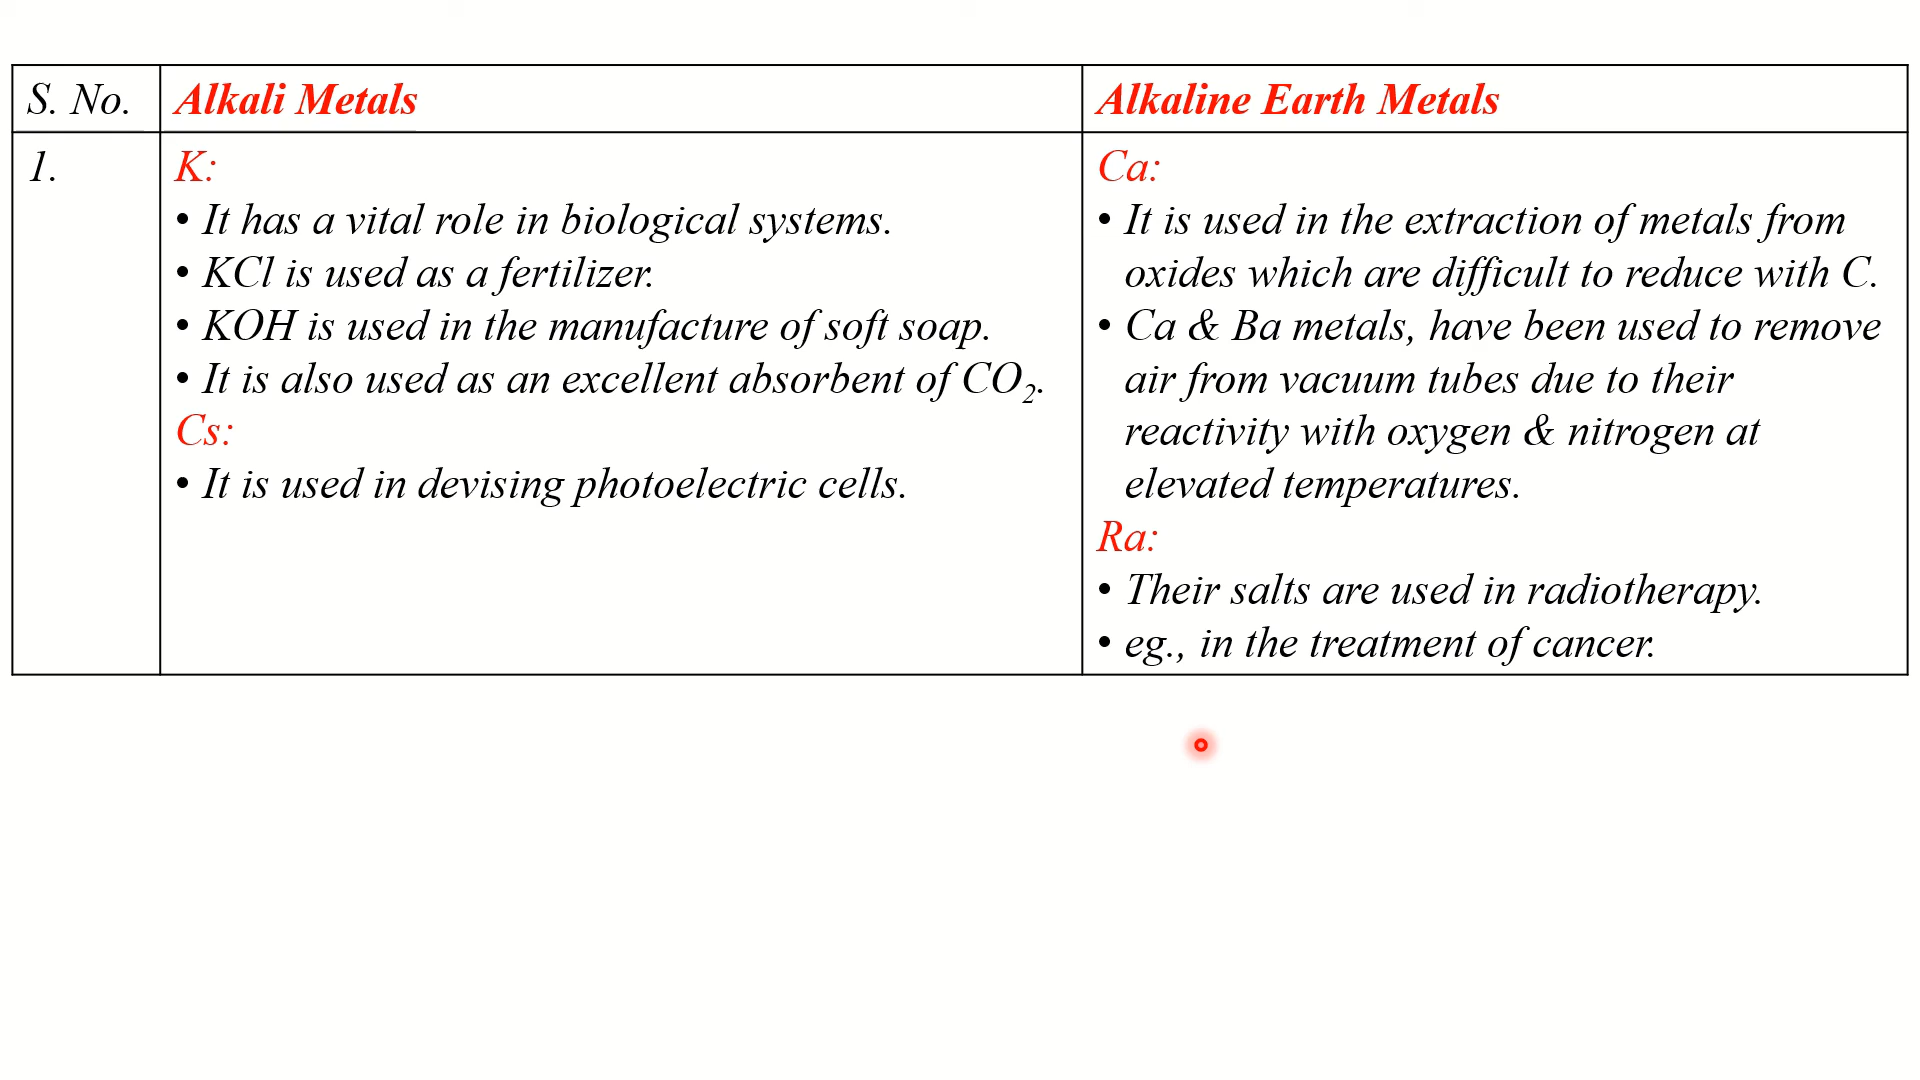 S. No.
Alkali Metals
Alkaline Earth Metals
1.
K:
• It has a vital role in biological systems.
• KCl is used as a fertilizer.
• KOH is used in the manufacture of soft soap.
• It is also used as an excellent absorbent of CO₂.
Cs:
• It is used in devising photoelectric cells.
Ca:
• It is used in the extraction of metals from
oxides which are difficult to reduce with C.
• Ca & Ba metals, have been used to remove
air from vacuum tubes due to their
reactivity with oxygen & nitrogen at
elevated temperatures.
Ra:
• Their salts are used in radiotherapy.
• eg., in the treatment of cancer.